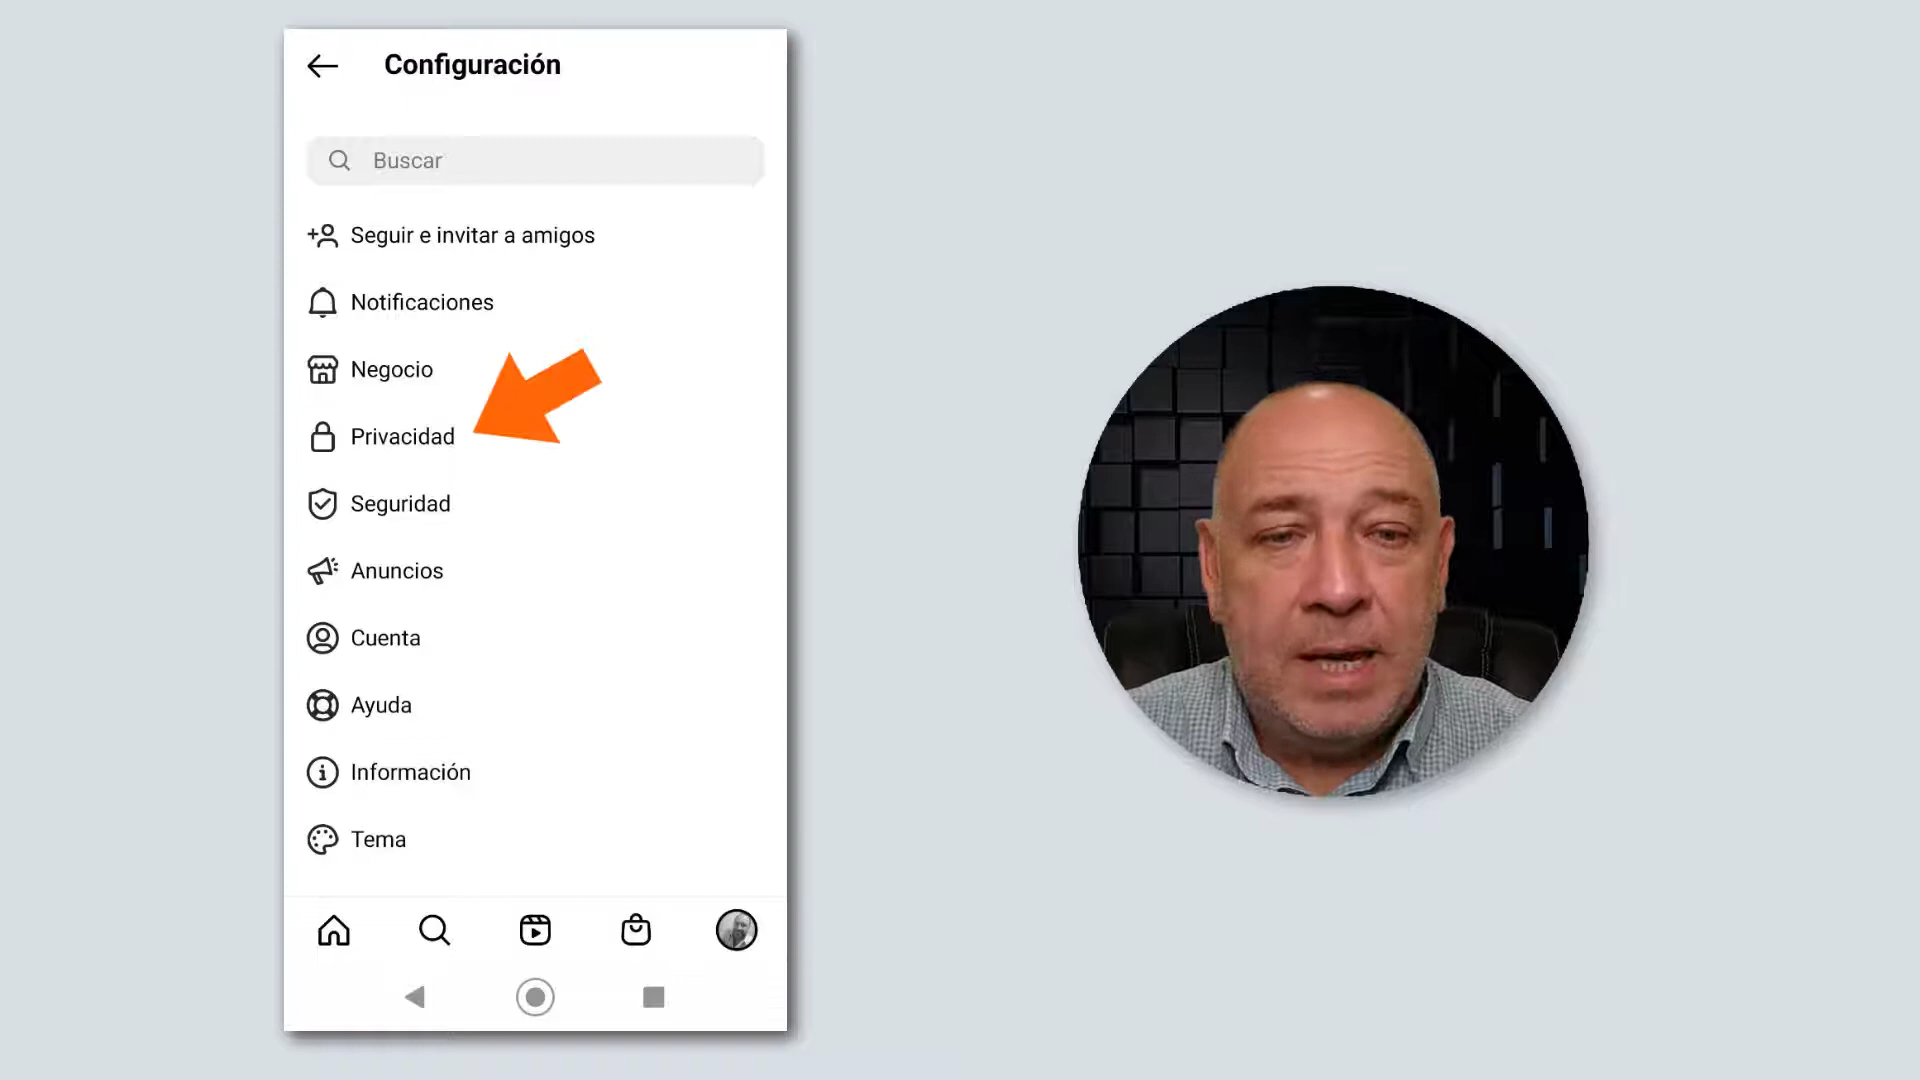 Configuración
Buscar
Seguir e invitar a amigos
Notificaciones
Negocio
Privacidad
Seguridad
Anuncios
Cuenta
Ayuda
Información
Tema